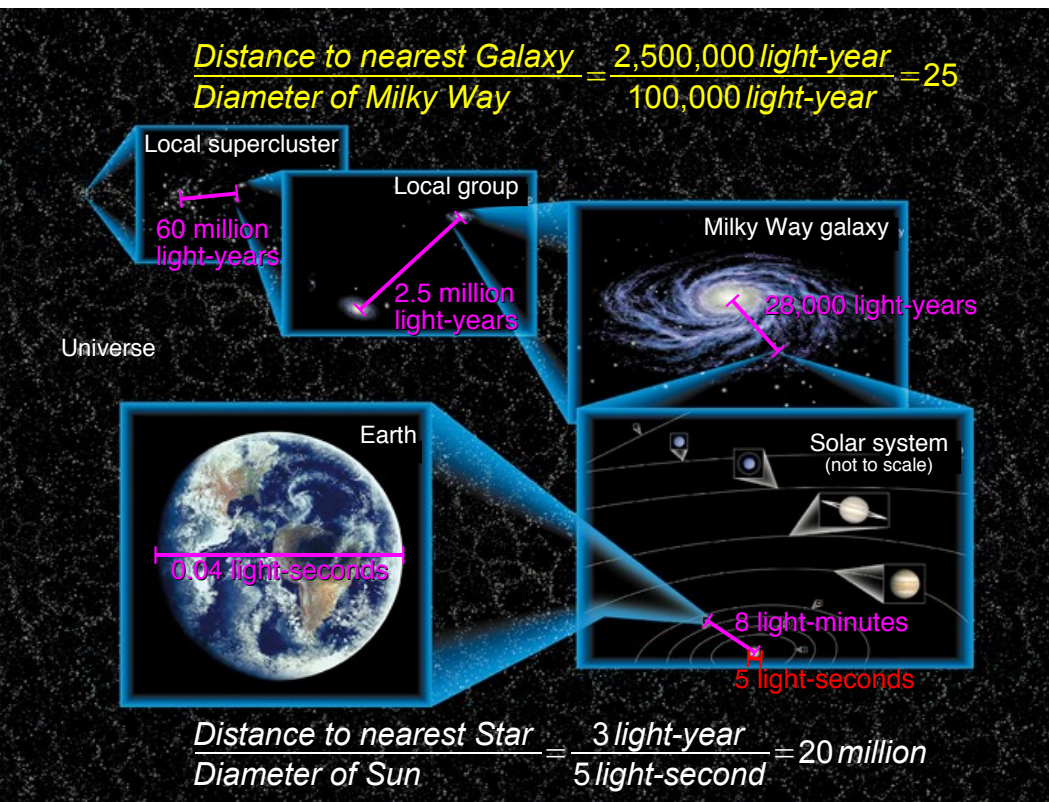 Distance to nearest Galaxy / Diameter of Milky Way = 2,500,000 light-year / 100,000 light-year = 25
Local supercluster
60 million
light-years
Local group
2.5 million
light-years
Milky Way galaxy
28,000 light-years
Universe
Earth
0.04 light-seconds
Solar system
(not to scale)
8 light-minutes
5 light-seconds
Distance to nearest Star / Diameter of Sun = 3 light-year / 5 light-second = 20 million